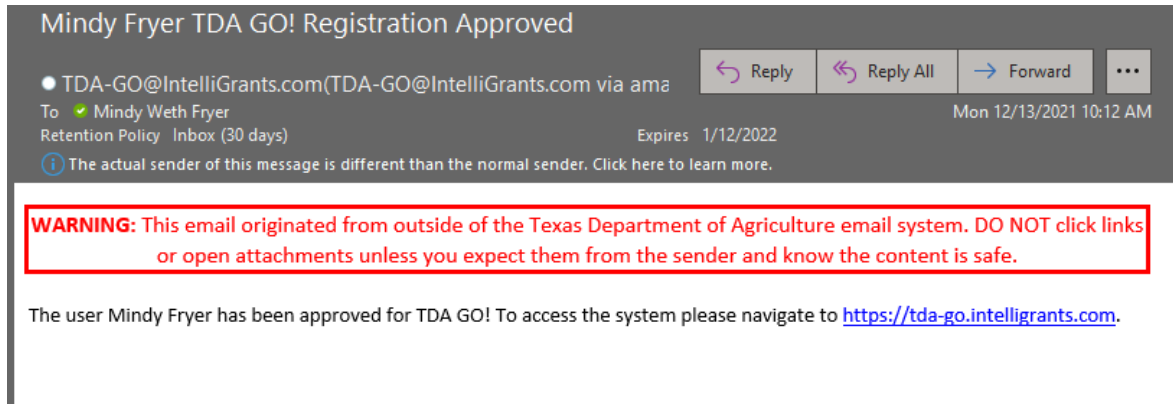 Mindy Fryer TDA GO! Registration Approved
Reply
Reply All
Forward
...
TDA-GO@IntelliGrants.com(TDA-GO@IntelliGrants.com via ama
To Mindy Weth Fryer
Mon 12/13/2021 10:12 AM
Retention Policy Inbox (30 days)
Expires 1/12/2022
The actual sender of this message is different than the normal sender. Click here to learn more.
WARNING: This email originated from outside of the Texas Department of Agriculture email system. DO NOT click links
or open attachments unless you expect them from the sender and know the content is safe.
The user Mindy Fryer has been approved for TDA GO! To access the system please navigate to https://tda-go.intelligrants.com.